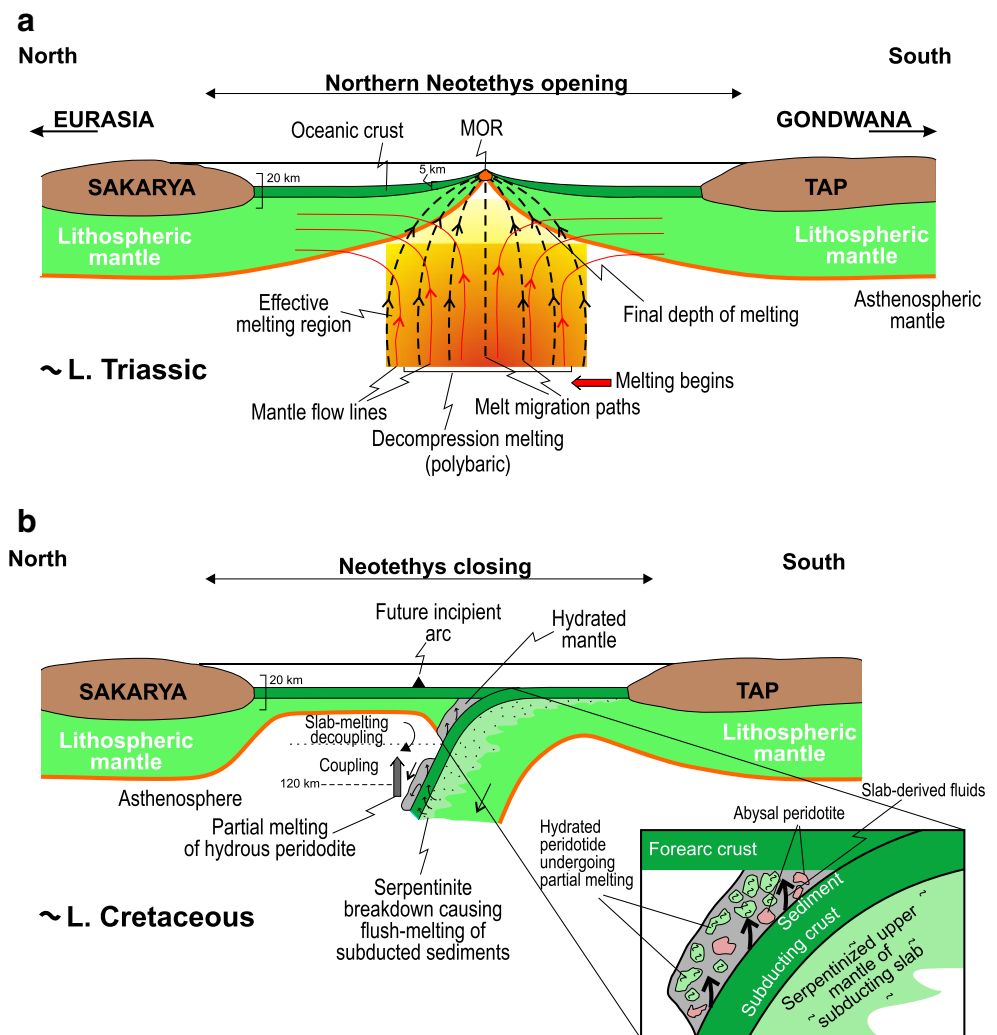 a
North
South
Northern Neotethys opening
EURASIA
GONDWANA
Oceanic crust
MOR
5 km
20 km
SAKARYA
TAP
Lithospheric
mantle
Lithospheric
mantle
Effective
melting region
Final depth of melting
Asthenospheric
mantle
~ L. Triassic
Melting begins
Mantle flow lines
Melt migration paths
Decompression melting
(polybaric)
b
North
South
Neotethys closing
Future incipient
arc
Hydrated
mantle
20 km
SAKARYA
TAP
Lithospheric
mantle
Lithospheric
mantle
Slab-melting
decoupling
Coupling
120 km
Asthenosphere
Partial melting
of hydrous peridodite
Slab-derived fluids
Abysal peridotite
Hydrated
peridotide
undergoing
partial melting
Forearc crust
Sediment
Subducting crust
Serpentinized upper
mantle of
subducting slab
Serpentinite
breakdown causing
flush-melting of
subducted sediments
~ L. Cretaceous